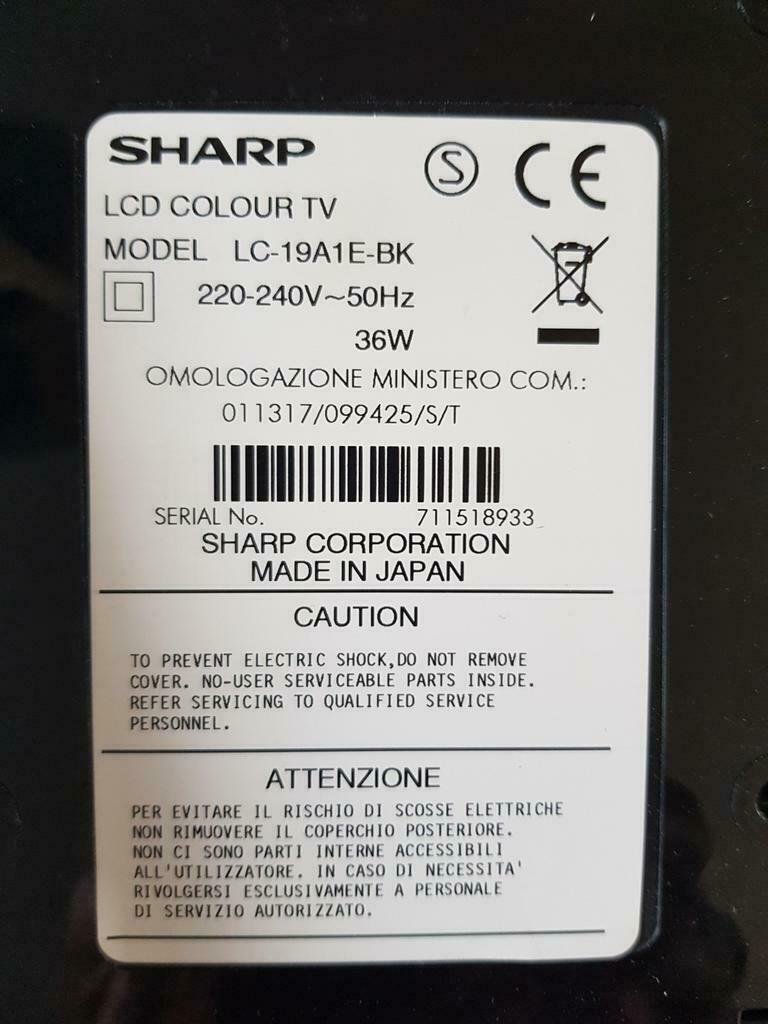 SHARP
S
CE
LCD COLOUR TV
MODEL LC-19A1E-BK
220-240V~50Hz
36W
OMOLOGAZIONE MINISTERO COM.:
011317/099425/S/T
SERIAL No. 711518933
SHARP CORPORATION
MADE IN JAPAN
CAUTION
TO PREVENT ELECTRIC SHOCK,DO NOT REMOVE
COVER. NO-USER SERVICEABLE PARTS INSIDE.
REFER SERVICING TO QUALIFIED SERVICE
PERSONNEL.
ATTENZIONE
PER EVITARE IL RISCHIO DI SCOSSE ELETTRICHE
NON RIMUOVERE IL COPERCHIO POSTERIORE.
NON CI SONO PARTI INTERNE ACCESSIBILI
ALL'UTILIZZATORE. IN CASO DI NECESSITA'
RIVOLGERSI ESCLUSIVAMENTE A PERSONALE
DI SERVIZIO AUTORIZZATO.